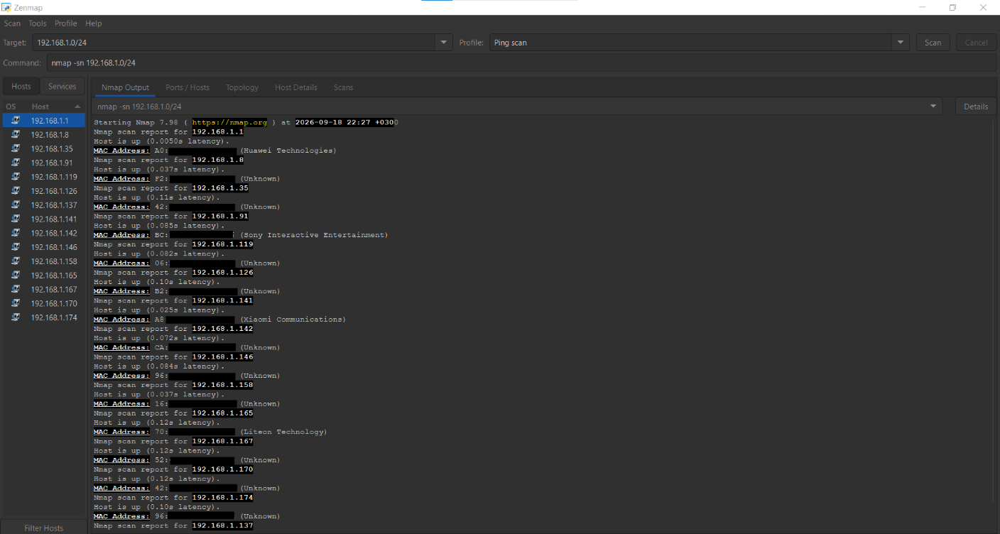 Zenmap
Scan Tools Profile Help
Target: 192.168.1.0/24 Profile: Ping scan Scan Cancel
Command: nmap -sn 192.168.1.0/24
Hosts Services Nmap Output Ports / Hosts Topology Host Details Scans
OS Host nmap -sn 192.168.1.0/24 Details
192.168.1.1
192.168.1.8
192.168.1.35
192.168.1.91
192.168.1.119
192.168.1.126
192.168.1.137
192.168.1.141
192.168.1.142
192.168.1.146
192.168.1.158
192.168.1.165
192.168.1.167
192.168.1.170
192.168.1.174
Filter Hosts
Starting Nmap 7.98 ( https://nmap.org ) at 2026-09-18 22:27 +0300
Nmap scan report for 192.168.1.1
Host is up (0.0050s latency).
MAC Address: A0: (Huawei Technologies)
Nmap scan report for 192.168.1.8
Host is up (0.037s latency).
MAC Address: F2: (Unknown)
Nmap scan report for 192.168.1.35
Host is up (0.11s latency).
MAC Address: 42: (Unknown)
Nmap scan report for 192.168.1.91
Host is up (0.085s latency).
MAC Address: BC: (Sony Interactive Entertainment)
Nmap scan report for 192.168.1.119
Host is up (0.082s latency).
MAC Address: 06: (Unknown)
Nmap scan report for 192.168.1.126
Host is up (0.10s latency).
MAC Address: B2: (Unknown)
Nmap scan report for 192.168.1.141
Host is up (0.025s latency).
MAC Address: A8 (Xiaomi Communications)
Nmap scan report for 192.168.1.142
Host is up (0.072s latency).
MAC Address: CA: (Unknown)
Nmap scan report for 192.168.1.146
Host is up (0.084s latency).
MAC Address: 96: (Unknown)
Nmap scan report for 192.168.1.158
Host is up (0.037s latency).
MAC Address: 16: (Unknown)
Nmap scan report for 192.168.1.165
Host is up (0.12s latency).
MAC Address: 70: (Liteon Technology)
Nmap scan report for 192.168.1.167
Host is up (0.12s latency).
MAC Address: 52: (Unknown)
Nmap scan report for 192.168.1.170
Host is up (0.12s latency).
MAC Address: 42: (Unknown)
Nmap scan report for 192.168.1.174
Host is up (0.10s latency).
MAC Address: 96: (Unknown)
Nmap scan report for 192.168.1.137